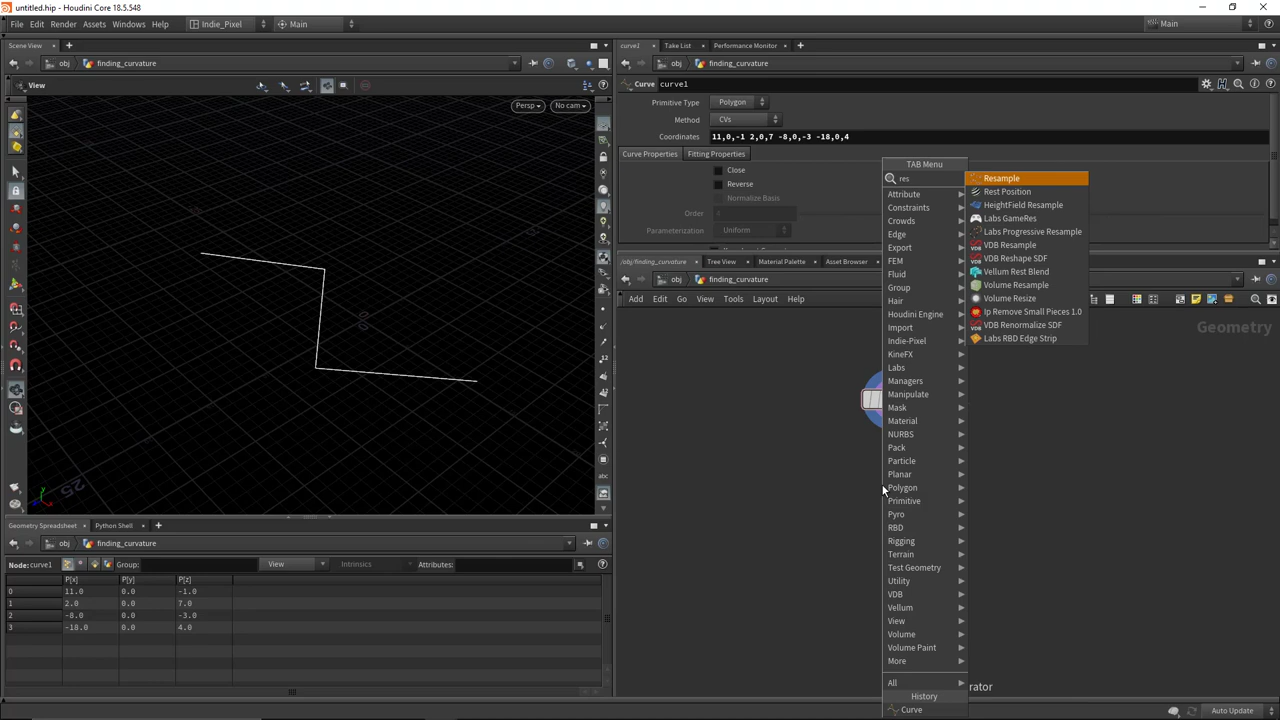 untitled.hip - Houdini Core 18.5.548
File Edit Render Assets Windows Help Indie_Pixel Main Main
Scene View
obj finding_curvature
View
Persp No cam
25
curve1 Take List Performance Monitor
obj finding_curvature
Curve curve1
Primitive Type Polygon
Method CVs
Coordinates 11,0,-1 2,0,7 -8,0,-3 -18,0,4
Curve Properties Fitting Properties
Close
Reverse
Normalize Basis
Order 4
Parameterization Uniform
/obj/finding_curvature Tree View Material Palette Asset Browser
obj finding_curvature
Add Edit Go View Tools Layout Help
Geometry
TAB Menu
res
Attribute
Constraints
Crowds
Edge
Export
FEM
Fluid
Group
Hair
Houdini Engine
Import
Indie-Pixel
KineFX
Labs
Managers
Manipulate
Mask
Material
NURBS
Pack
Particle
Planar
Polygon
Primitive
Pyro
RBD
Rigging
Terrain
Test Geometry
Utility
VDB
Vellum
View
Volume
Volume Paint
More
All
History
Curve
Resample
Rest Position
HeightField Resample
Labs GameRes
Labs Progressive Resample
VDB Resample
VDB Reshape SDF
Vellum Rest Blend
Volume Resample
Volume Resize
Ip Remove Small Pieces 1.0
VDB Renormalize SDF
Labs RBD Edge Strip
rator
Geometry Spreadsheet Python Shell
obj finding_curvature
Node: curve1 Group: View Intrinsics Attributes:
P[x] P[y] P[z]
0 11.0 0.0 -1.0
1 2.0 0.0 7.0
2 -8.0 0.0 -3.0
3 -18.0 0.0 4.0
Auto Update